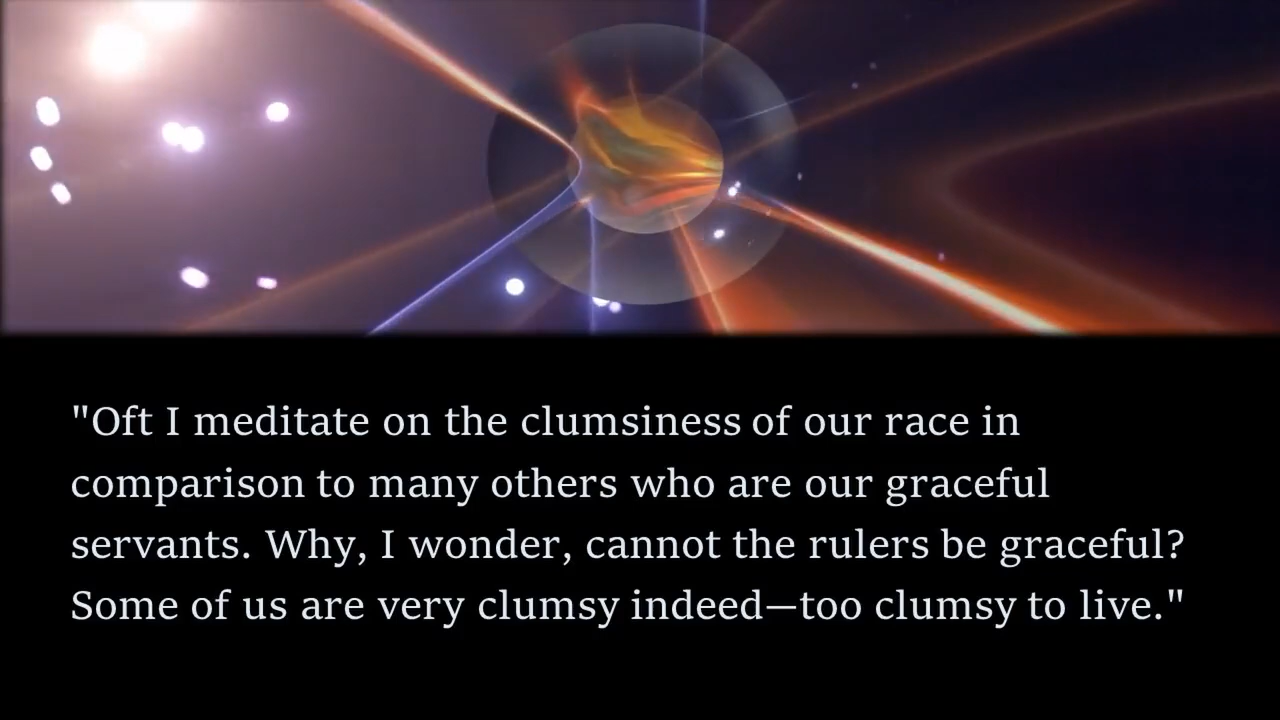 "Oft I meditate on the clumsiness of our race in
comparison to many others who are our graceful
servants. Why, I wonder, cannot the rulers be graceful?
Some of us are very clumsy indeed—too clumsy to live."